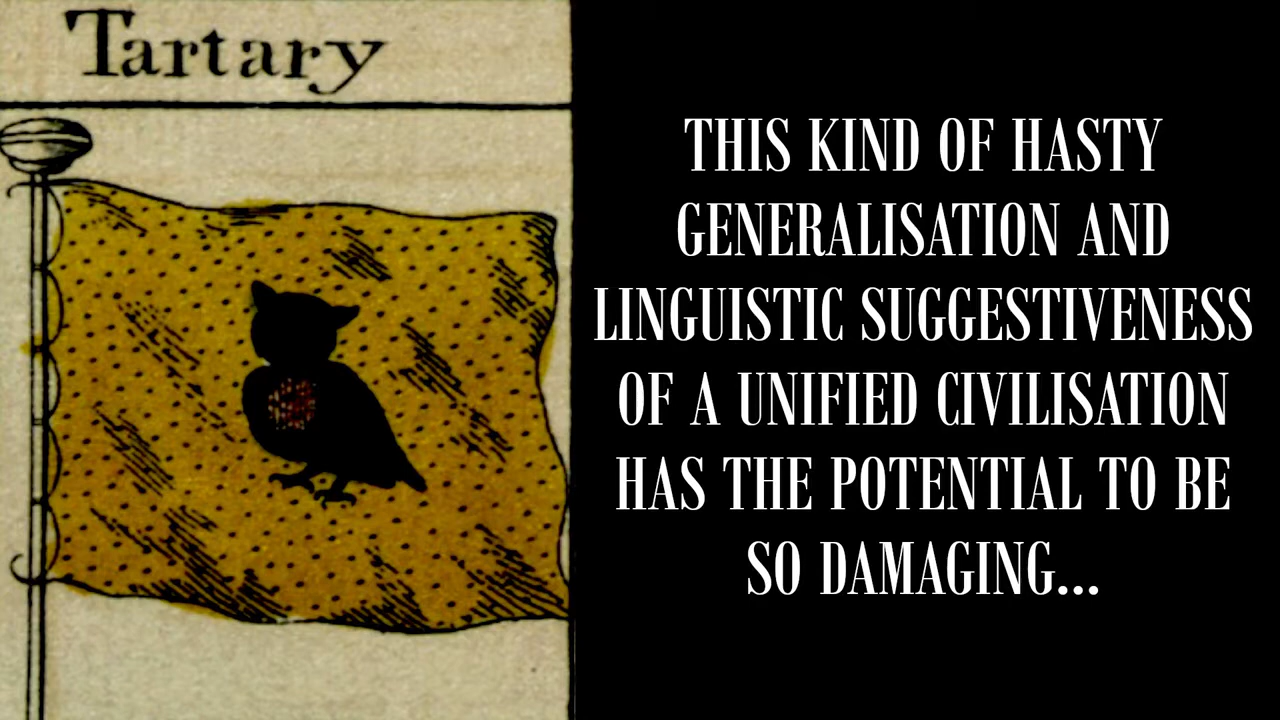 Tartary
THIS KIND OF HASTY
GENERALISATION AND
LINGUISTIC SUGGESTIVENESS
OF A UNIFIED CIVILISATION
HAS THE POTENTIAL TO BE
SO DAMAGING...